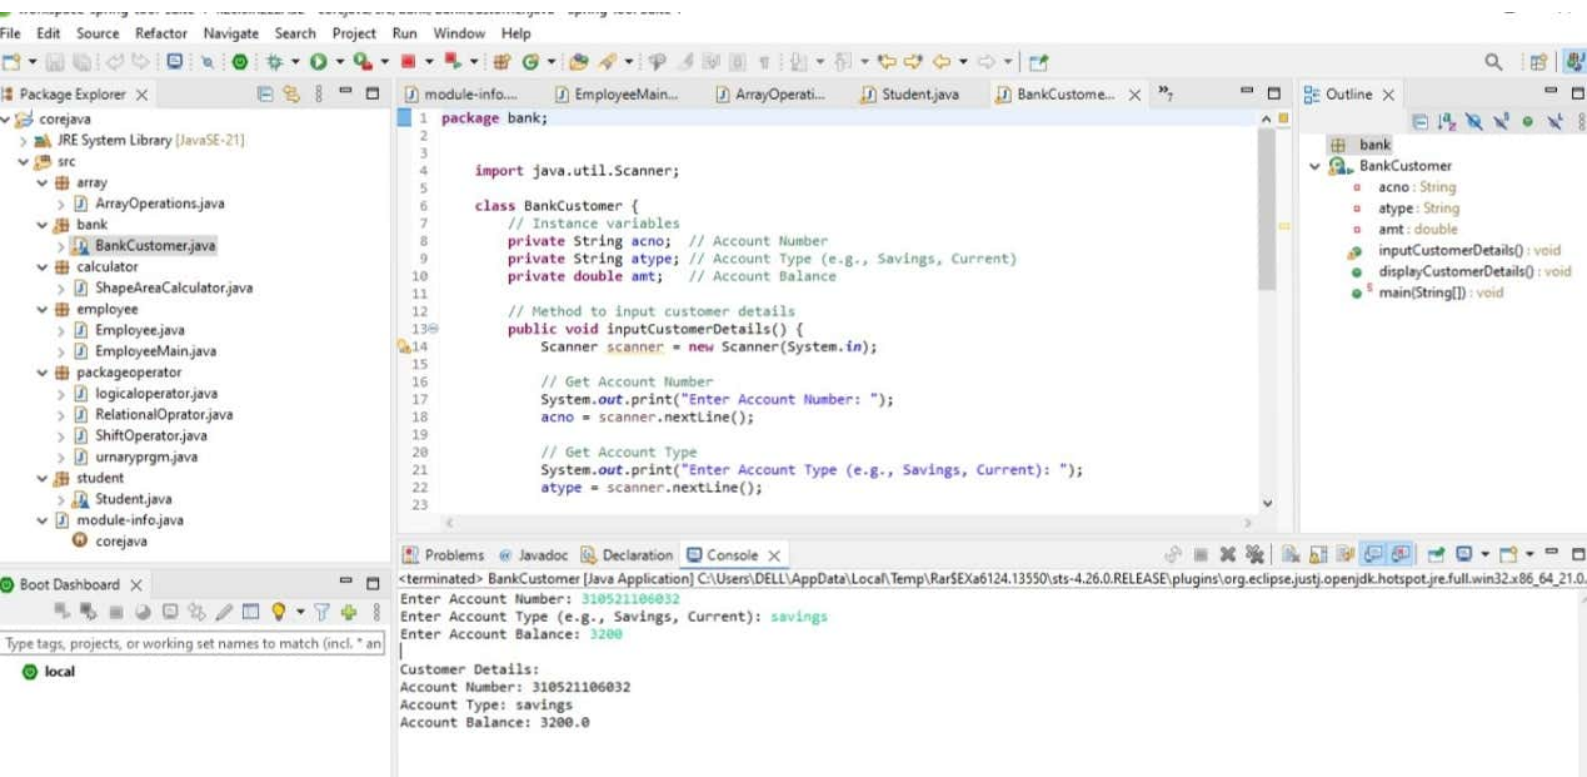 File Edit Source Refactor Navigate Search Project Run Window Help
Package Explorer
corejava
JRE System Library [JavaSE-21]
src
array
ArrayOperations.java
bank
BankCustomer.java
calculator
ShapeAreaCalculator.java
employee
Employee.java
EmployeeMain.java
packageoperator
logicaloperator.java
RelationalOprator.java
ShiftOperator.java
urnaryprgm.java
student
Student.java
module-info.java
corejava
Boot Dashboard
Type tags, projects, or working set names to match (incl. * an
local
module-info.... EmployeeMain... ArrayOperati... Student.java BankCustome... »7
1 package bank;
2
3
4 import java.util.Scanner;
5
6 class BankCustomer {
7 // Instance variables
8 private String acno; // Account Number
9 private String atype; // Account Type (e.g., Savings, Current)
10 private double amt; // Account Balance
11
12 // Method to input customer details
13 public void inputCustomerDetails() {
14 Scanner scanner = new Scanner(System.in);
15
16 // Get Account Number
17 System.out.print("Enter Account Number: ");
18 acno = scanner.nextLine();
19
20 // Get Account Type
21 System.out.print("Enter Account Type (e.g., Savings, Current): ");
22 atype = scanner.nextLine();
23
Outline
bank
BankCustomer
acno : String
atype : String
amt : double
inputCustomerDetails() : void
displayCustomerDetails() : void
main(String[]) : void
Problems Javadoc Declaration Console
<terminated> BankCustomer [Java Application] C:\Users\DELL\AppData\Local\Temp\Rar$EXa6124.13550\sts-4.26.0.RELEASE\plugins\org.eclipse.justj.openjdk.hotspot.jre.full.win32.x86_64_21.0.
Enter Account Number: 310521106032
Enter Account Type (e.g., Savings, Current): savings
Enter Account Balance: 3200
Customer Details:
Account Number: 310521106032
Account Type: savings
Account Balance: 3200.0